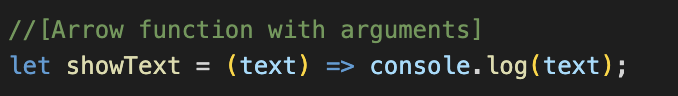 //[Arrow function with arguments]
let showText = (text) => console.log(text);